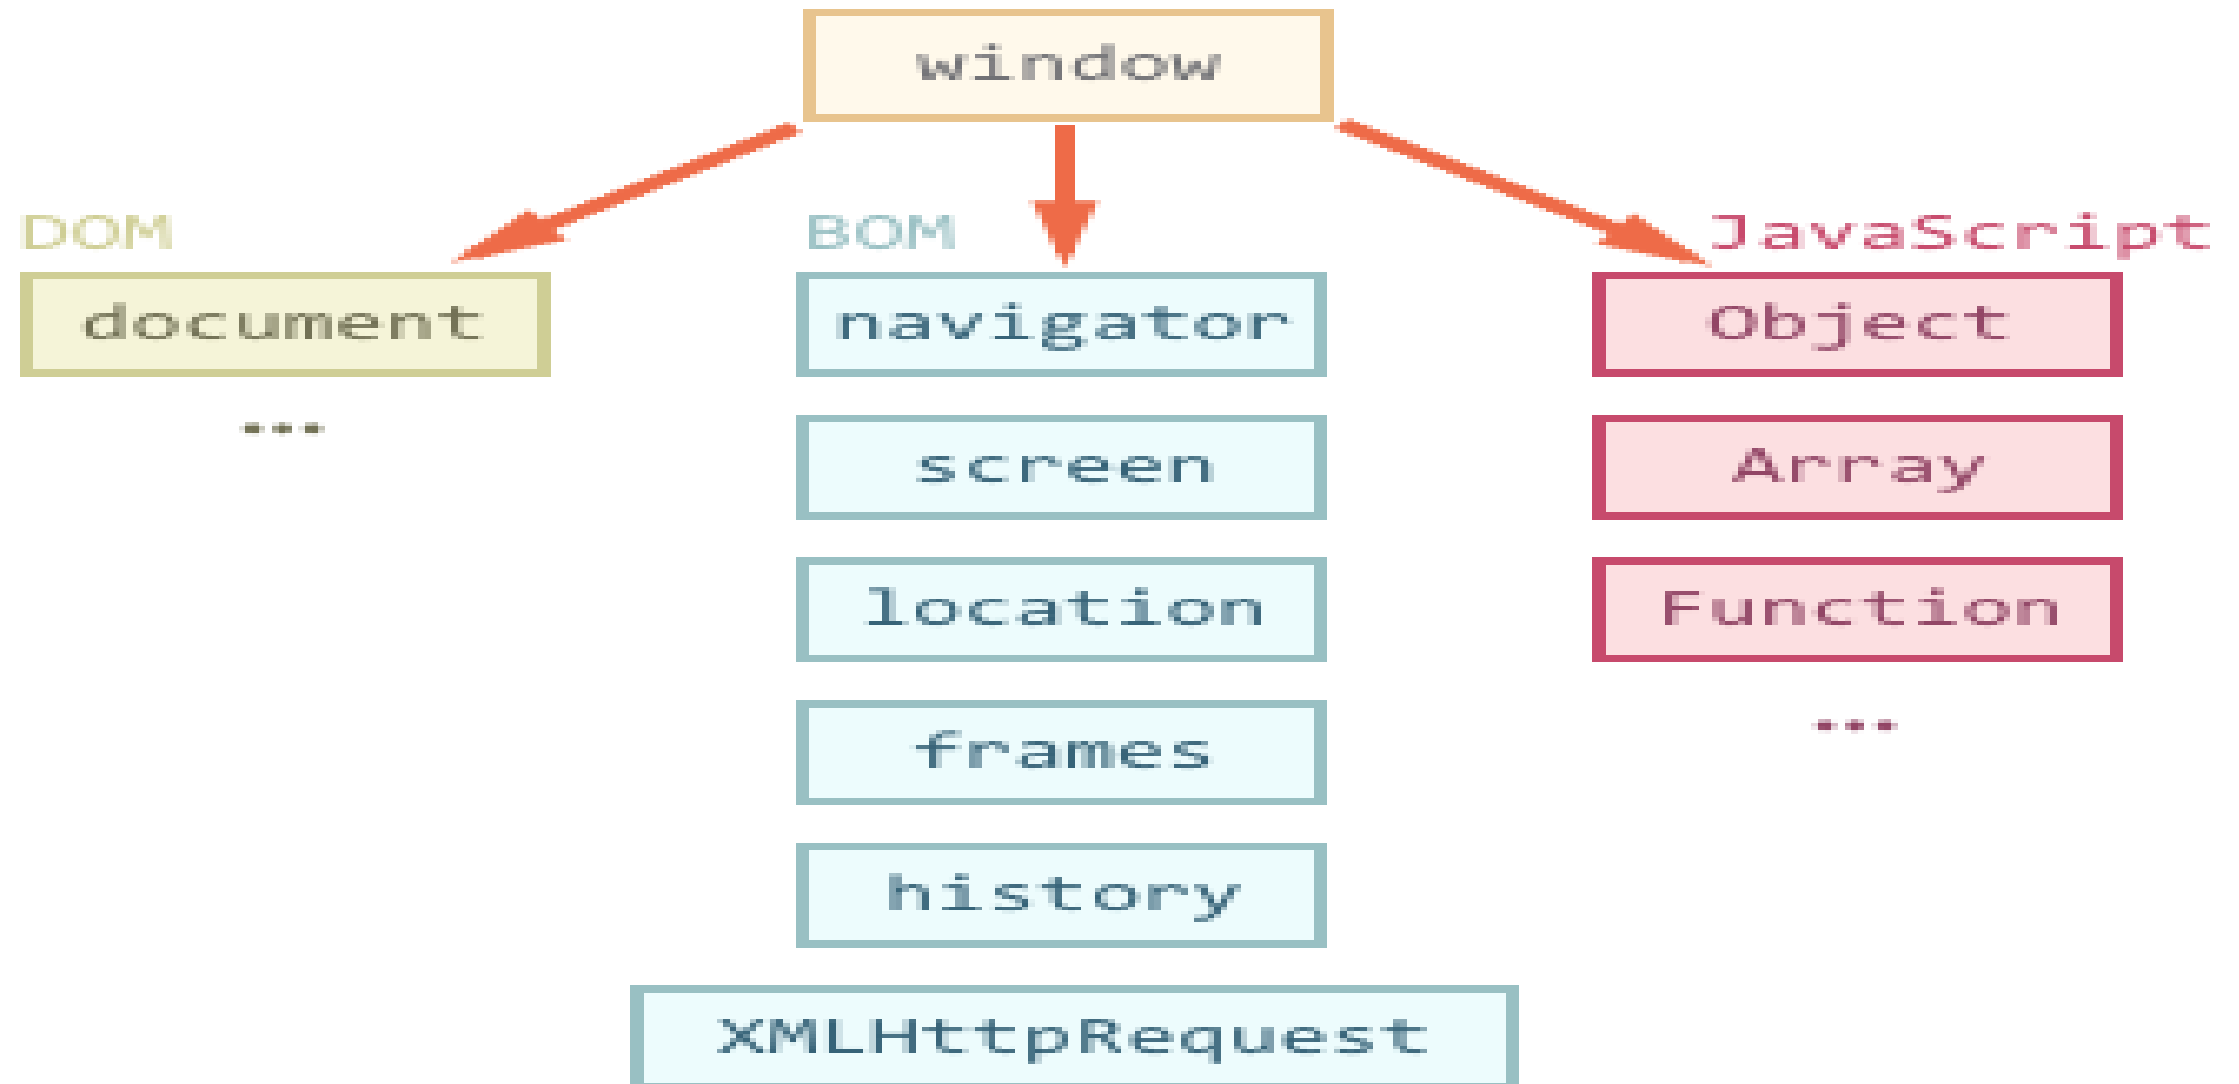 window
DOM
document
...
BOM
navigator
screen
location
frames
history
XMLHttpRequest
JavaScript
Object
Array
Function
...